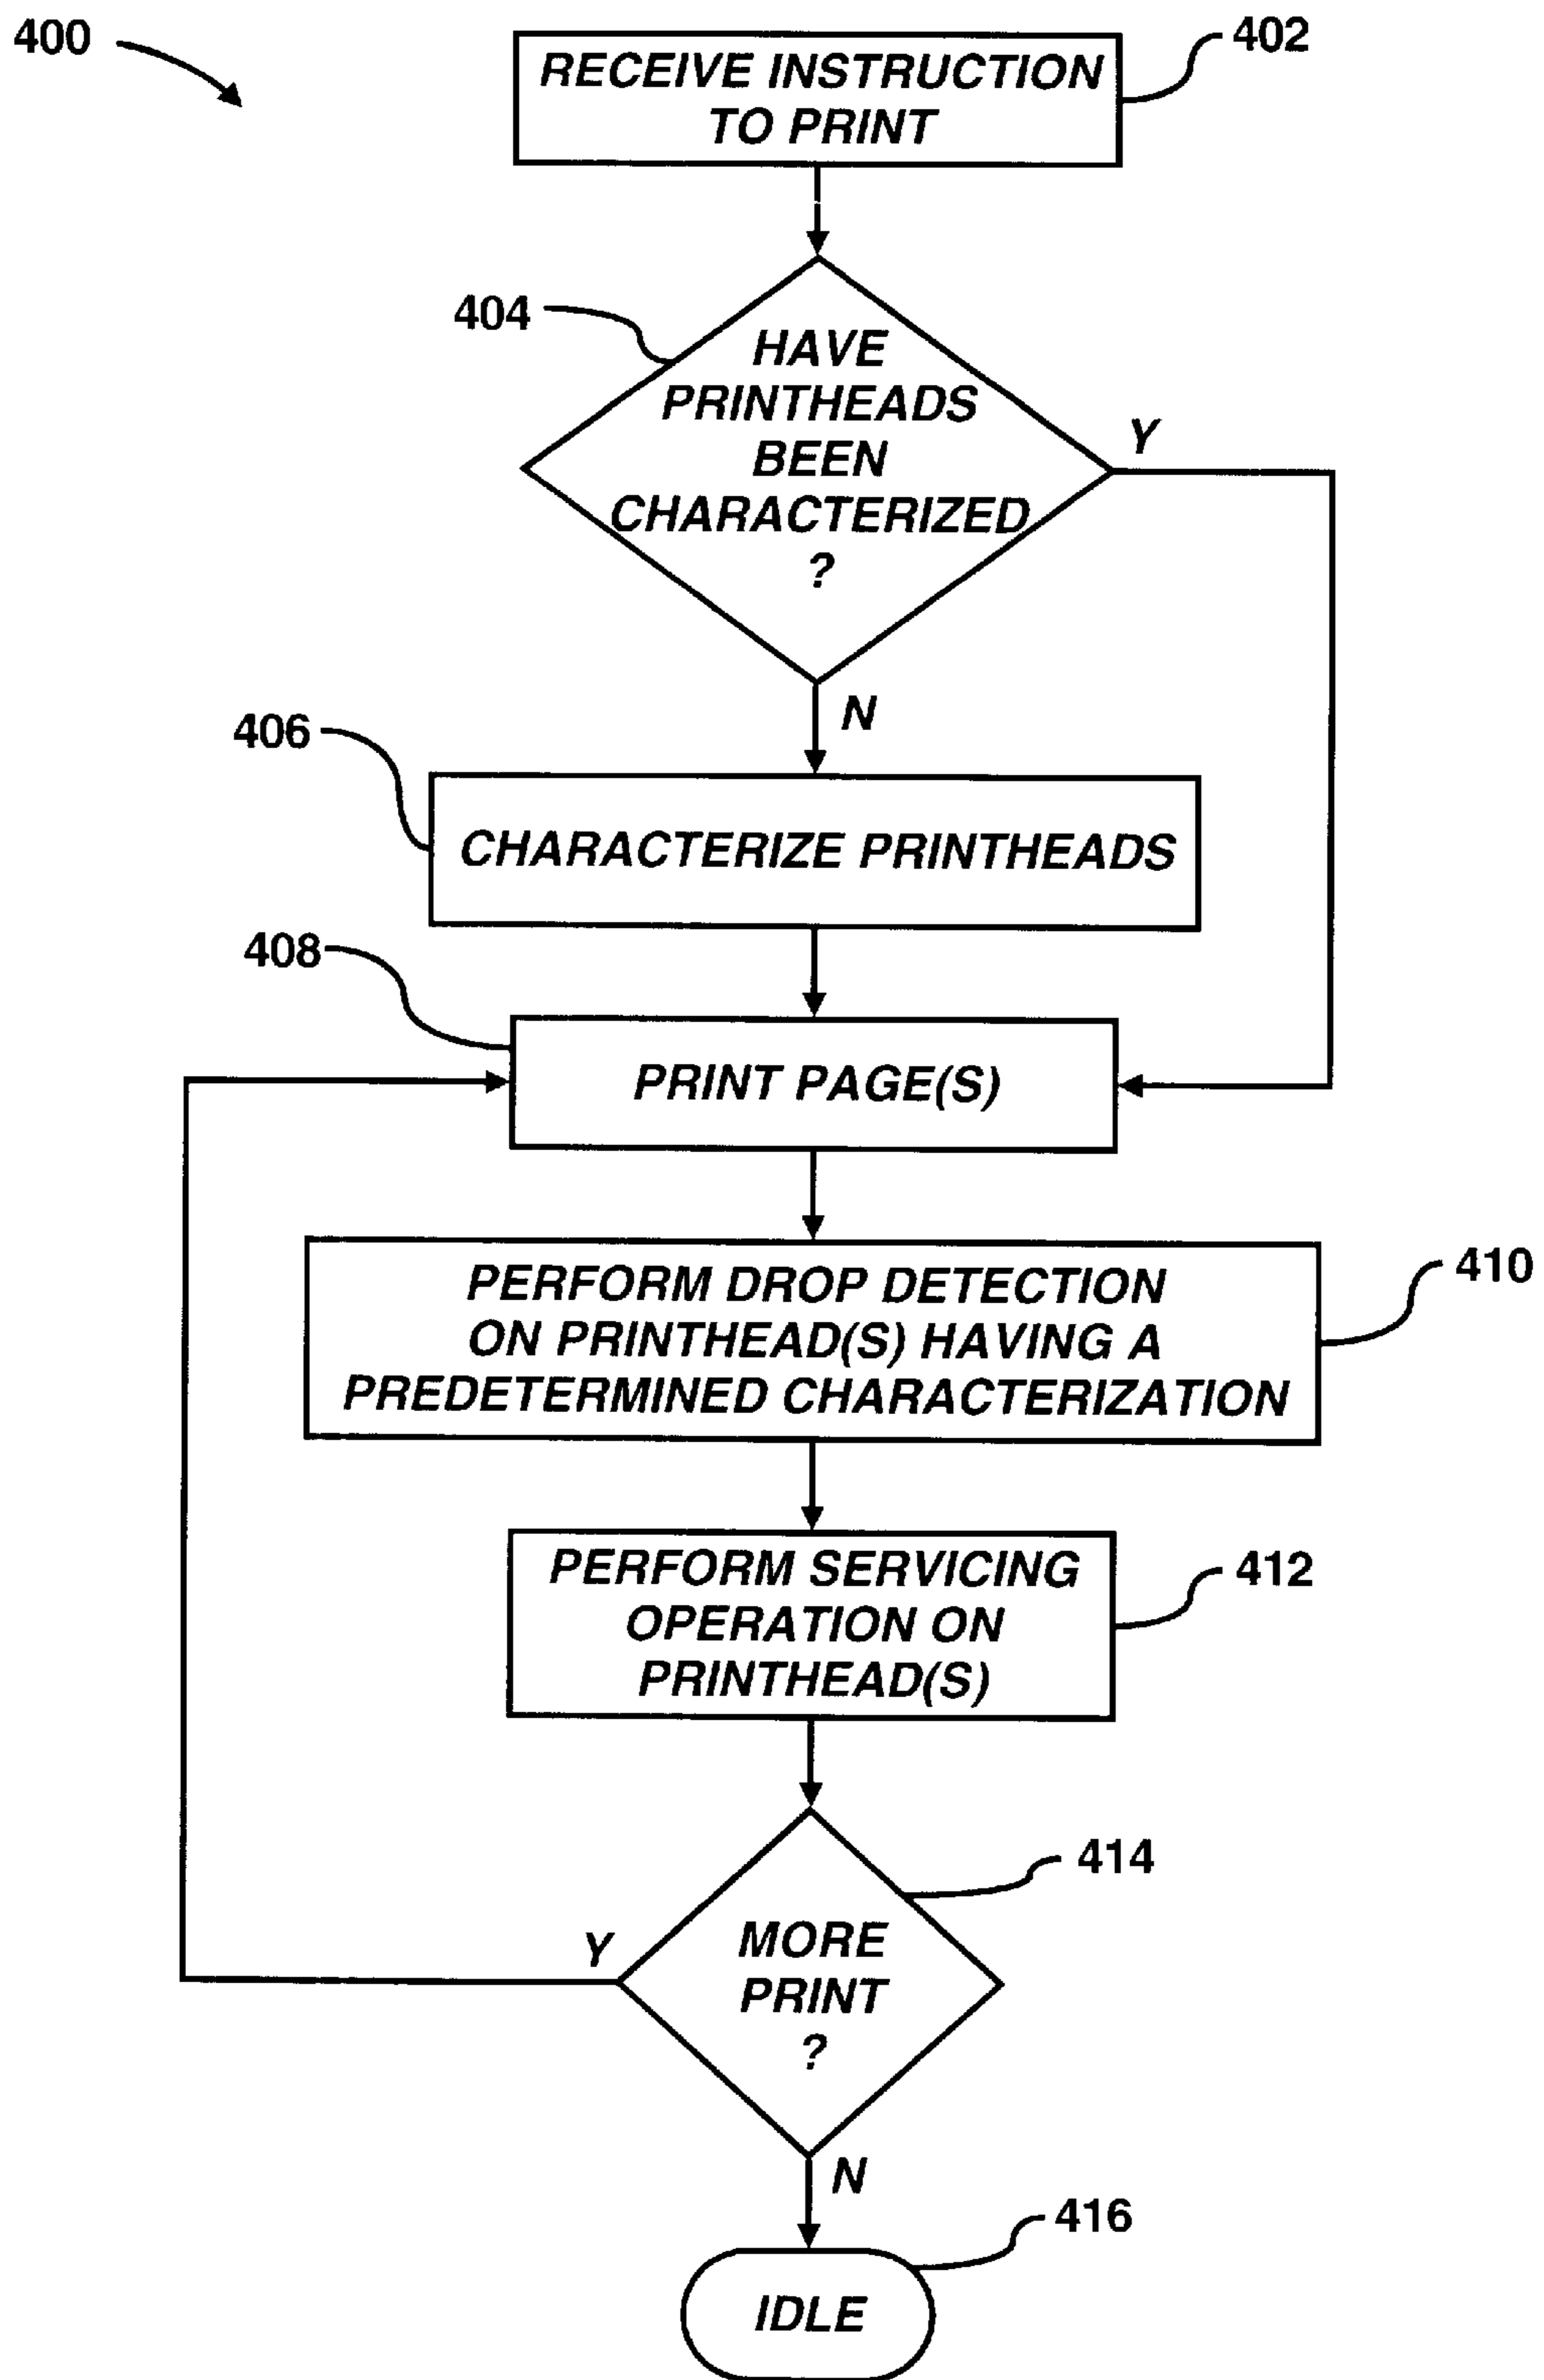 400
RECEIVE INSTRUCTION
TO PRINT
402
404
HAVE
PRINTHEADS
BEEN
CHARACTERIZED
?
Y
N
406
CHARACTERIZE PRINTHEADS
408
PRINT PAGE(S)
PERFORM DROP DETECTION
ON PRINTHEAD(S) HAVING A
PREDETERMINED CHARACTERIZATION
410
PERFORM SERVICING
OPERATION ON
PRINTHEAD(S)
412
414
MORE
PRINT
?
Y
N
416
IDLE